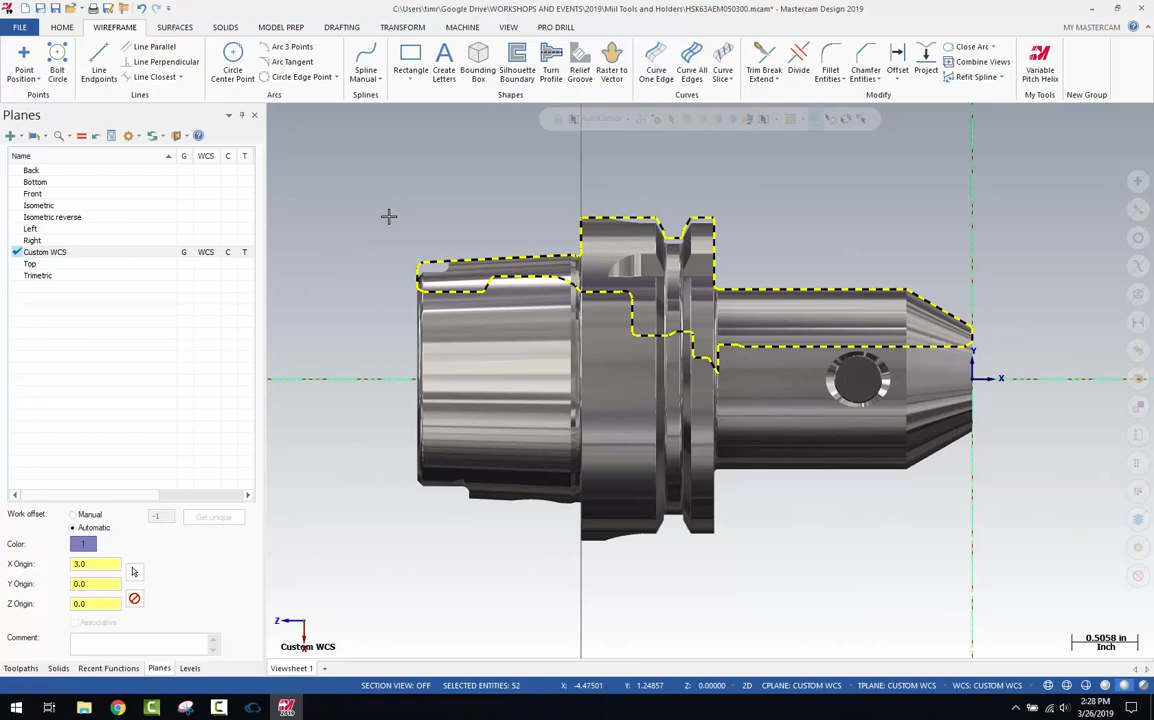 C:\Users\timr\Google Drive\WORKSHOPS AND EVENTS\Mill Tools and Holders\HSK63AEM050300.mcam* - Mastercam Design 2019
FILE HOME WIREFRAME SURFACES SOLIDS MODEL PREP DRAFTING TRANSFORM MACHINE VIEW PRO DRILL MY MASTERCAM
Point Position
Bolt Circle
Points
Line Endpoints
Line Parallel
Line Perpendicular
Line Closest
Lines
Circle Center Point
Arc 3 Points
Arc Tangent
Circle Edge Point
Arcs
Spline Manual
Splines
Rectangle
Create Letters
Bounding Box
Silhouette Boundary
Turn Profile
Relief Groove
Raster to Vector
Shapes
Curve One Edge
Curve All Edges
Curve Slice
Curves
Trim Break Extend
Divide
Fillet Entities
Chamfer Entities
Offset
Project
Close Arc
Combine Views
Refit Spline
Modify
Variable Pitch Helix
My Tools
New Group
Planes
AutoCursor
Name G WCS C T
Back
Bottom
Front
Isometric
Isometric reverse
Left
Right
Custom WCS G WCS C T
Top
Trimetric
Work offset: Manual -1 Get unique
Automatic
Color: 1
X Origin: 3.0
Y Origin: 0.0
Z Origin: 0.0
Associative
Comment:
Y
X
Z
X
Custom WCS
0.5058 in
Inch
Toolpaths Solids Recent Functions Planes Levels Viewsheet 1 +
SECTION VIEW: OFF SELECTED ENTITIES: 52 X: -4.47501 Y: 1.24857 Z: 0.00000 2D CPLANE: CUSTOM WCS TPLANE: CUSTOM WCS WCS: CUSTOM WCS
2019
2:28 PM
3/26/2019